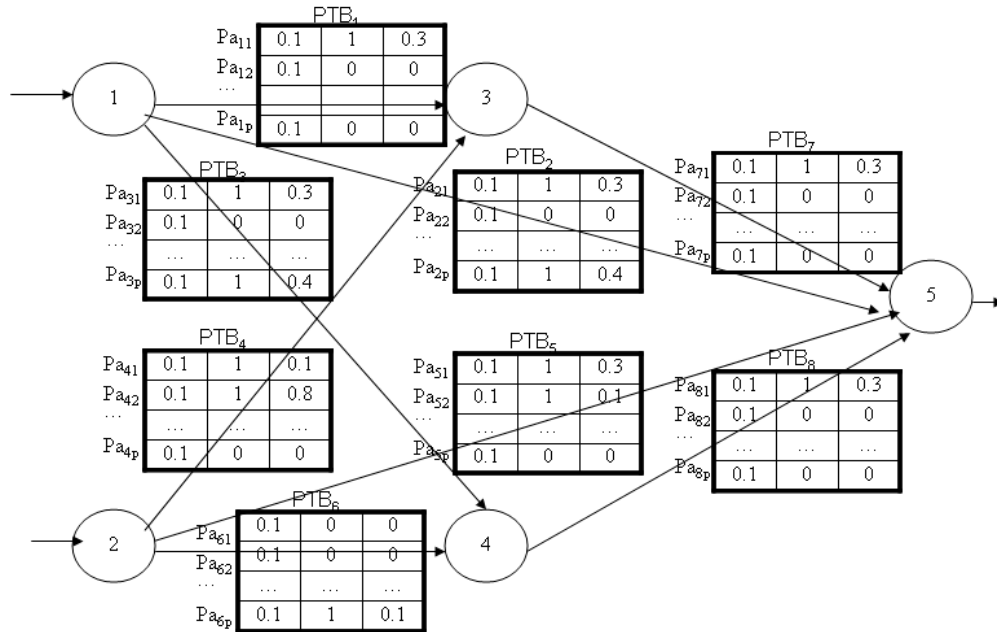 PTB1
Pa11 0.1 1 0.3
Pa12 0.1 0 0
...
Pa1p 0.1 0 0
1
3
PTB3
Pa31 0.1 1 0.3
Pa32 0.1 0 0
... ... ... ...
Pa3p 0.1 1 0.4
PTB2
Pa21 0.1 1 0.3
Pa22 0.1 0 0
... ... ... ...
Pa2p 0.1 1 0.4
PTB7
Pa71 0.1 1 0.3
Pa72 0.1 0 0
... ... ... ...
Pa7p 0.1 0 0
5
PTB4
Pa41 0.1 1 0.1
Pa42 0.1 1 0.8
... ... ... ...
Pa4p 0.1 0 0
PTB5
Pa51 0.1 1 0.3
Pa52 0.1 1 0.1
... ... ...
Pa5p 0.1 0 0
PTB8
Pa81 0.1 1 0.3
Pa82 0.1 0 0
... ... ... ...
Pa8p 0.1 0 0
2
4
PTB6
Pa61 0.1 0 0
Pa62 0.1 0 0
... ... ... ...
Pa6p 0.1 1 0.1